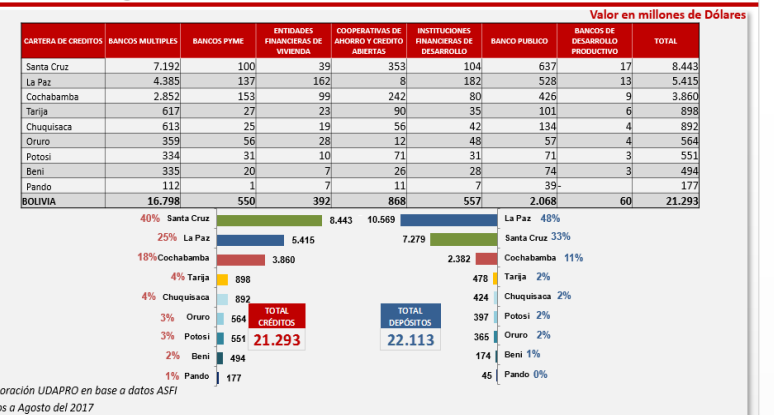 Valor en millones de Dólares
CARTERA DE CREDITOS BANCOS MULTIPLES BANCOS PYME ENTIDADES FINANCIERAS DE VIVIENDA COOPERATIVAS DE AHORRO Y CREDITO ABIERTAS INSTITUCIONES FINANCIERAS DE DESARROLLO BANCO PUBLICO BANCOS DE DESARROLLO PRODUCTIVO TOTAL
Santa Cruz 7.192 100 39 353 104 637 17 8.443
La Paz 4.385 137 162 8 182 528 13 5.415
Cochabamba 2.852 153 99 242 80 426 9 3.860
Tarija 617 27 23 90 35 101 6 898
Chuquisaca 613 25 19 56 42 134 4 892
Oruro 359 56 28 12 48 57 4 564
Potosi 334 31 10 71 31 71 3 551
Beni 335 20 7 26 28 74 3 494
Pando 112 1 7 11 7 39 - 177
BOLIVIA 16.798 550 392 868 557 2.068 60 21.293
40% Santa Cruz 8.443 10.569 La Paz 48%
25% La Paz 5.415 7.279 Santa Cruz 33%
18% Cochabamba 3.860 2.382 Cochabamba 11%
4% Tarija 898 478 Tarija 2%
4% Chuquisaca 892 424 Chuquisaca 2%
3% Oruro 564 397 Potosi 2%
3% Potosi 551 365 Oruro 2%
2% Beni 494 174 Beni 1%
1% Pando 177 45 Pando 0%
TOTAL CRÉDITOS
21.293
TOTAL DEPÓSITOS
22.113
oración UDAPRO en base a datos ASFI
os a Agosto del 2017